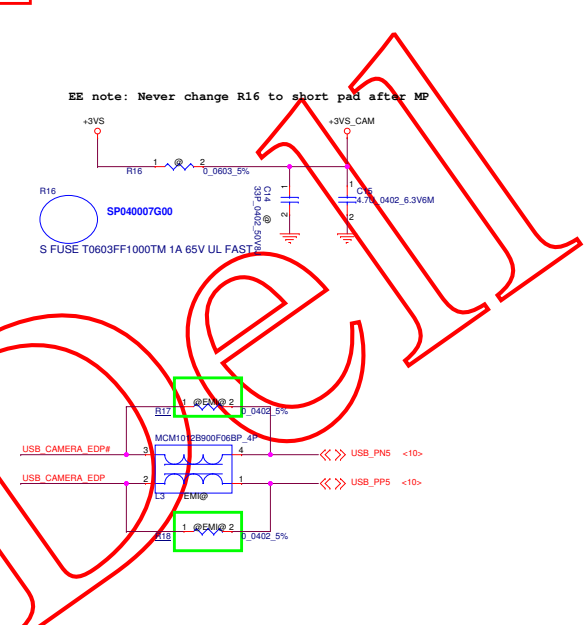 EE note: Never change R16 to short pad after MP
+3VS
+3VS_CAM
1 @ 2
R16
0_0603_5%
R16
SP040007G00
S FUSE T0603FF1000TM 1A 65V UL FAST
1
2
C14
@
1
2
C15
4.7U_0402_6.3V6M
Dell
1 @EMI@ 2
R17
0_0402_5%
MCM1012B900F06BP_4P
USB_CAMERA_EDP#
3
4
USB_PN5 <10>
USB_CAMERA_EDP
2
1
USB_PP5 <10>
L3
EMI@
1 @EMI@ 2
R18
0_0402_5%